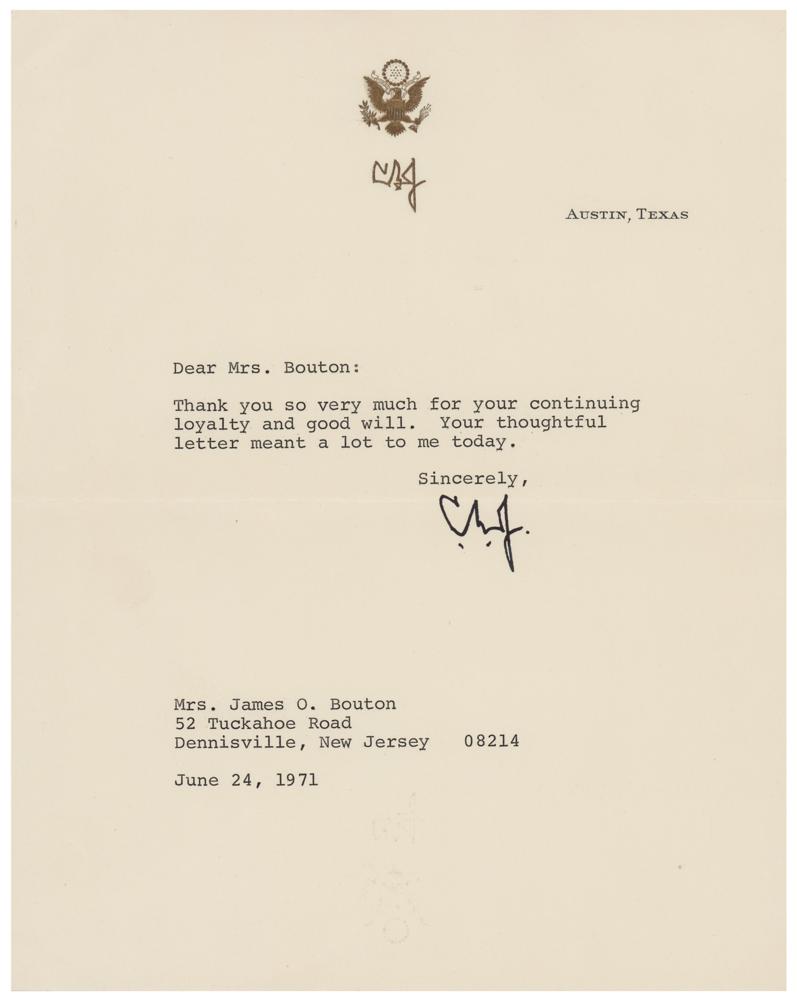 LBJ
AUSTIN, TEXAS
Dear Mrs. Bouton:
Thank you so very much for your continuing
loyalty and good will.  Your thoughtful
letter meant a lot to me today.
Sincerely,
L.B.J.
Mrs. James O. Bouton
52 Tuckahoe Road
Dennisville, New Jersey   08214
June 24, 1971